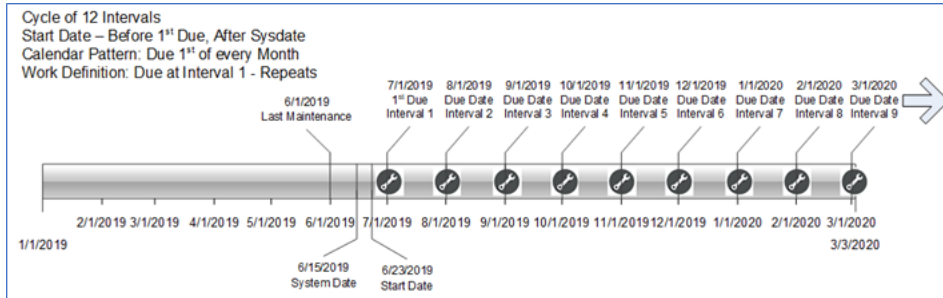 Cycle of 12 Intervals
Start Date – Before 1st Due, After Sysdate
Calendar Pattern: Due 1st of every Month
Work Definition: Due at Interval 1 - Repeats
6/1/2019
Last Maintenance
7/1/2019
1st Due
Interval 1
8/1/2019
Due Date
Interval 2
9/1/2019
Due Date
Interval 3
10/1/2019
Due Date
Interval 4
11/1/2019
Due Date
Interval 5
12/1/2019
Due Date
Interval 6
1/1/2020
Due Date
Interval 7
2/1/2020
Due Date
Interval 8
3/1/2020
Due Date
Interval 9
2/1/2019 3/1/2019 4/1/2019 5/1/2019 6/1/2019 7/1/2019 8/1/2019 9/1/2019 10/1/2019 11/1/2019 12/1/2019 1/1/2020 2/1/2020 3/1/2020
1/1/2019 3/3/2020
6/15/2019
System Date
6/23/2019
Start Date